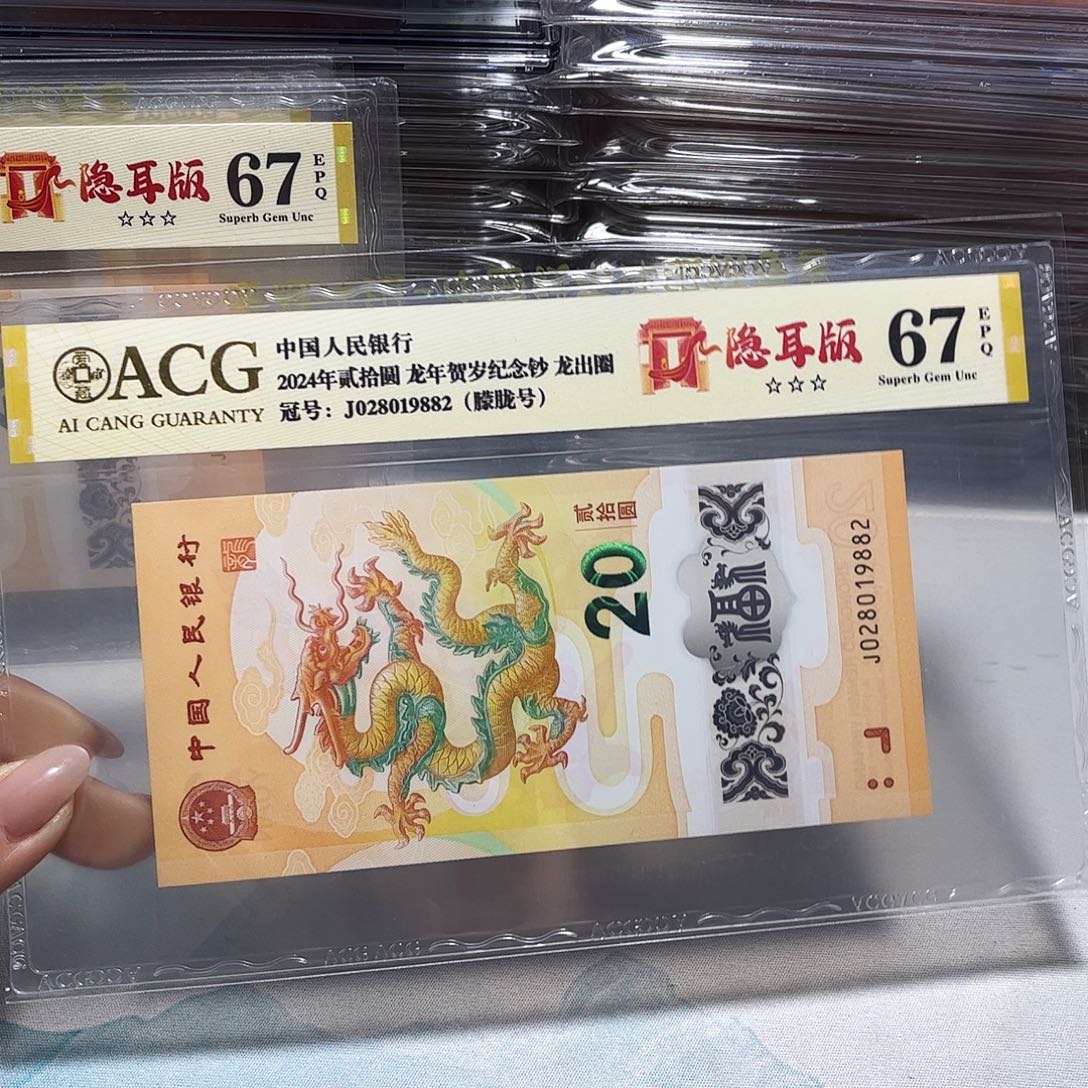 隐耳版
☆☆☆
67
EPQ
Superb Gem Unc
ACG
AI CANG GUARANTY
中国人民银行
2024年贰拾圆 龙年贺岁纪念钞 龙出圈
冠号：J028019882（朦胧号）
隐耳版
☆☆☆
67
EPQ
Superb Gem Unc
中国人民银行
贰拾圆
20
福
J028019882
ACG ACG